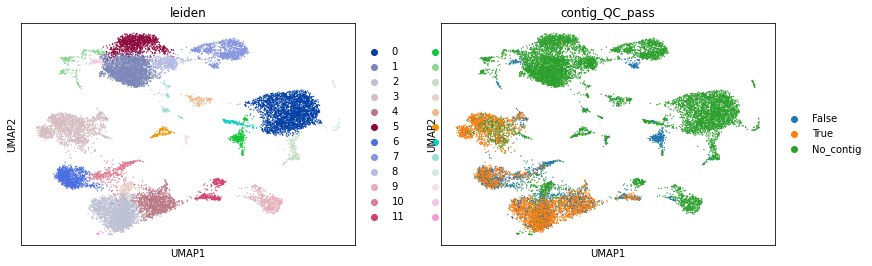 leiden
contig_QC_pass
0
1
2
3
4
5
6
7
8
9
10
11
UMAP2
UMAP1
UMAP2
UMAP1
False
True
No_contig